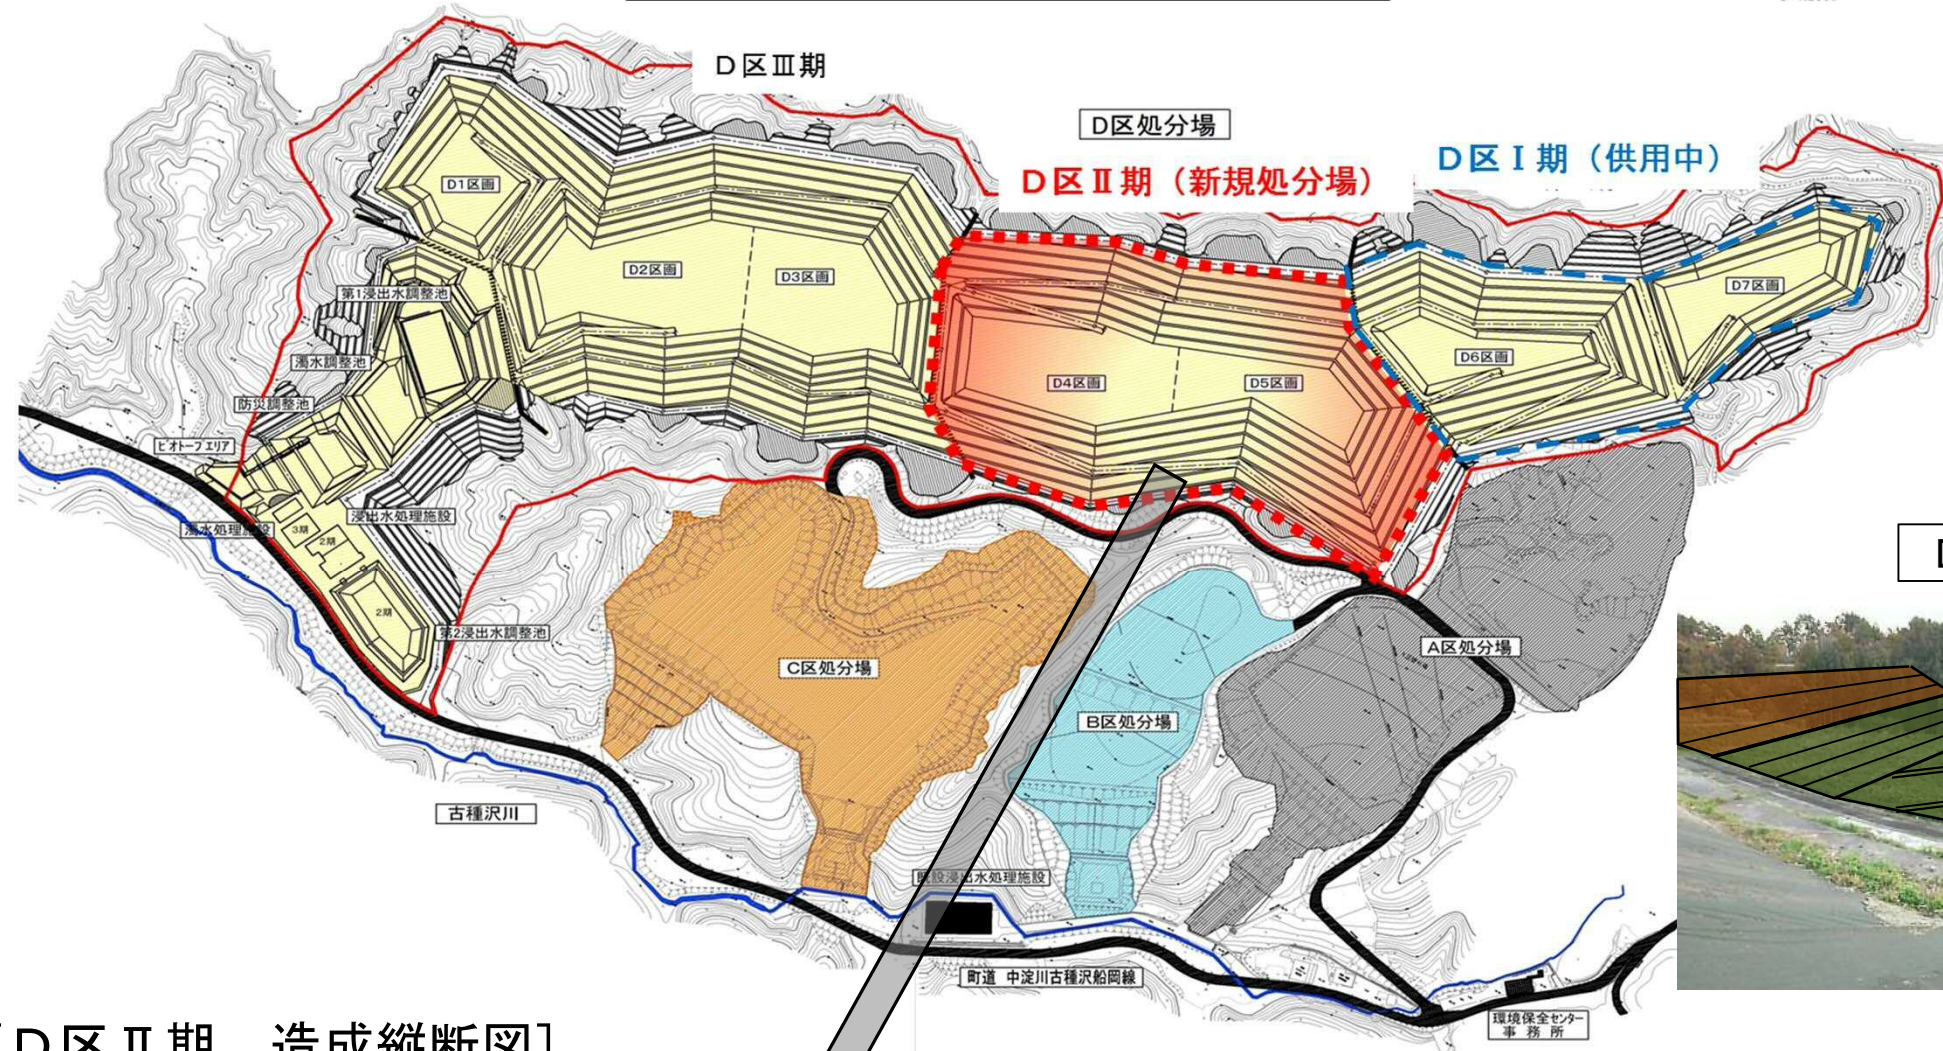 D区Ⅲ期
D区処分場
D区Ⅱ期（新規処分場）
D区Ⅰ期（供用中）
D1区画
D2区画
D3区画
D4区画
D5区画
D6区画
D7区画
第1浸出水調整池
濁水調整池
防災調整池
ビオトープエリア
濁水処理施設
浸出水処理施設
3期
2期
2期
第2浸出水調整池
C区処分場
B区処分場
A区処分場
古種沢川
既設浸出水処理施設
町道 中淀川古種沢船岡線
環境保全センター
事務所
D区Ⅱ期 造成縦断図]